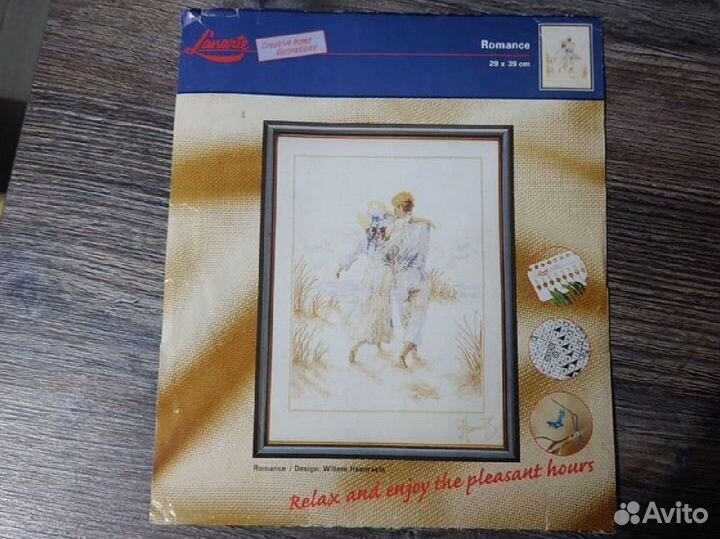 Lanarte
Creative home
decorations
Romance
29 x 39 cm
Romance / Design: Willem Haenraets
Relax and enjoy the pleasant hours
Avito